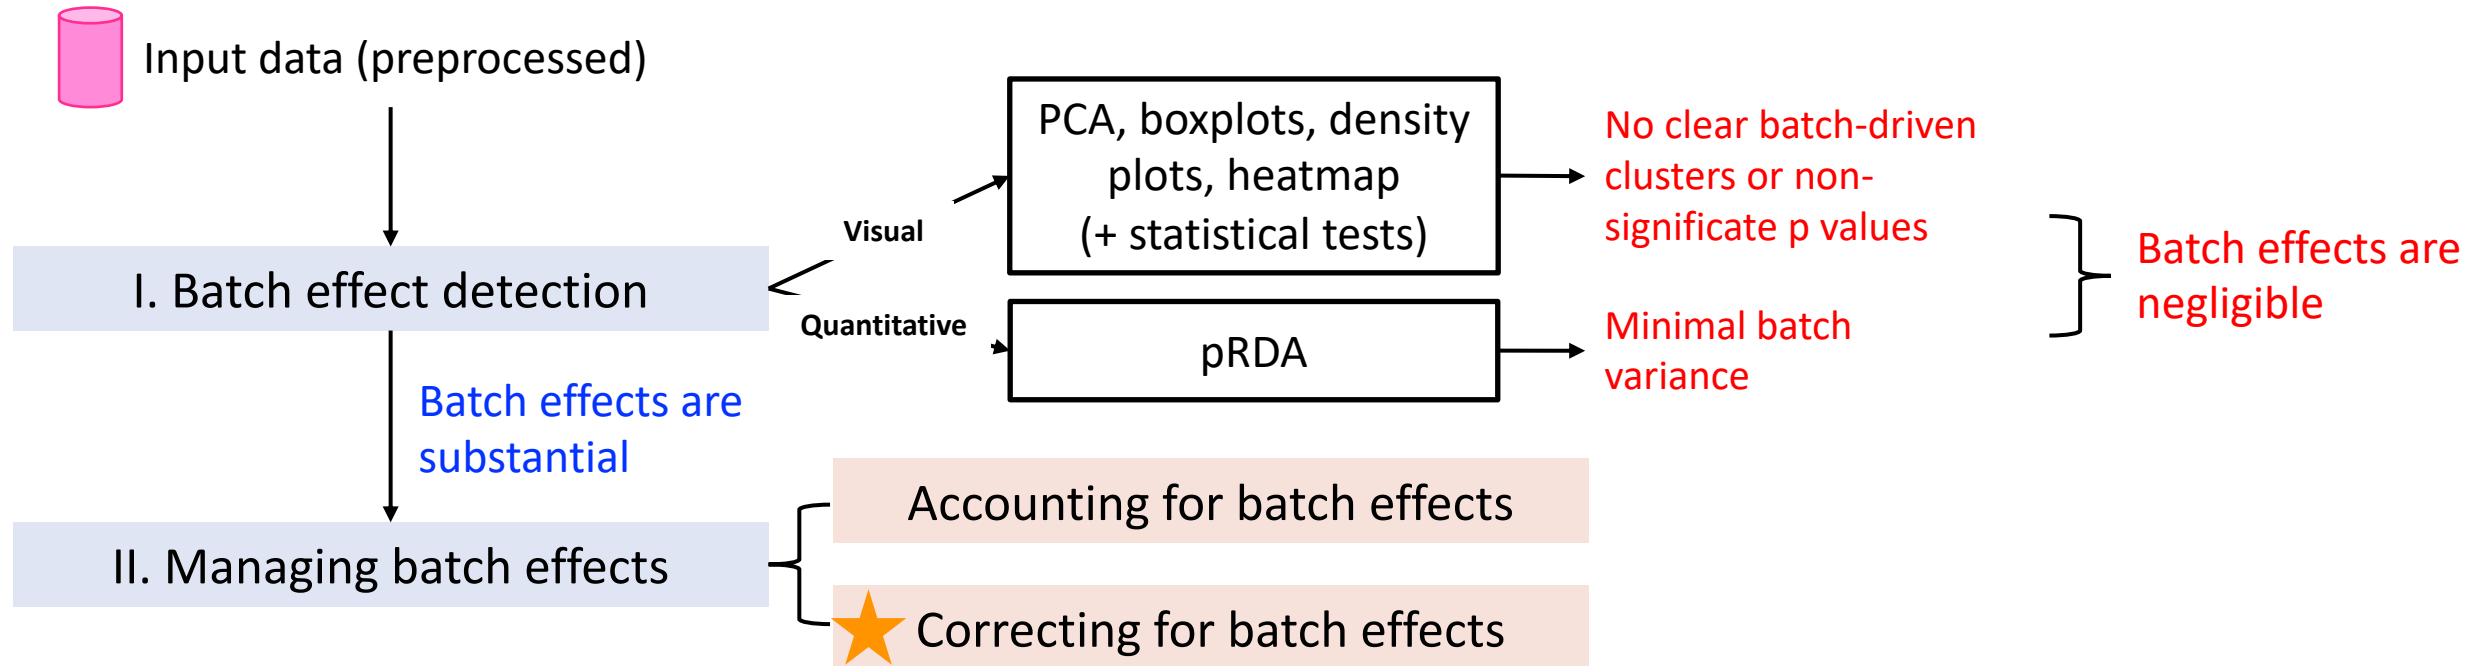 Input data (preprocessed)
PCA, boxplots, density
plots, heatmap
(+ statistical tests)
No clear batch-driven
clusters or non-
significate p values
Visual
I. Batch effect detection
Quantitative
pRDA
Minimal batch
variance
Batch effects are
negligible
Batch effects are
substantial
II. Managing batch effects
Accounting for batch effects
Correcting for batch effects